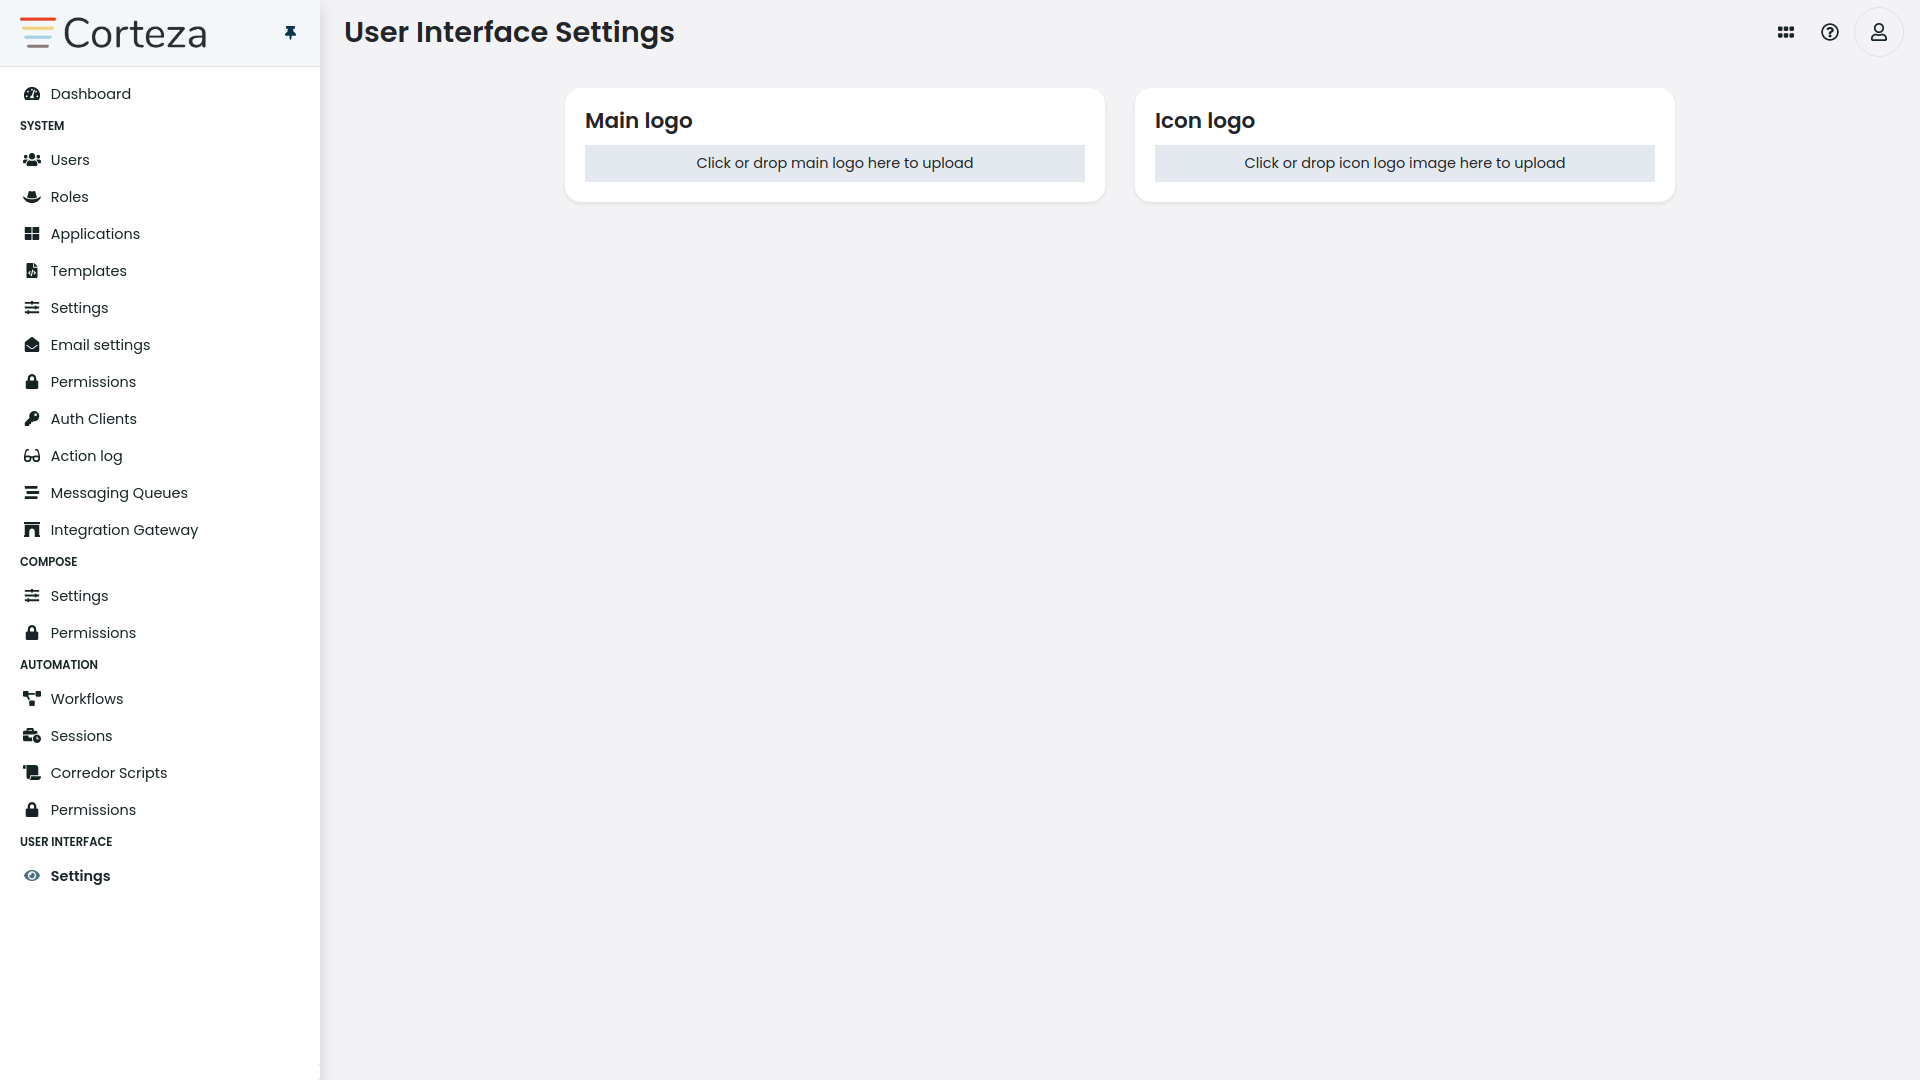 Corteza
User Interface Settings
Dashboard
SYSTEM
Users
Roles
Applications
Templates
Settings
Email settings
Permissions
Auth Clients
Action log
Messaging Queues
Integration Gateway
COMPOSE
Settings
Permissions
AUTOMATION
Workflows
Sessions
Corredor Scripts
Permissions
USER INTERFACE
Settings
Main logo
Click or drop main logo here to upload
Icon logo
Click or drop icon logo image here to upload